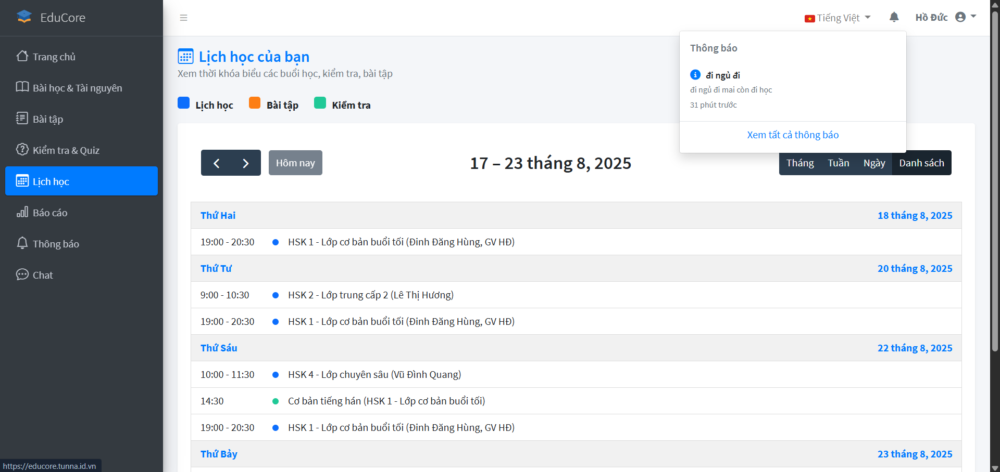 EduCore
Trang chủ
Bài học & Tài nguyên
Bài tập
Kiểm tra & Quiz
Lịch học
Báo cáo
Thông báo
Chat
https://educore.tunna.id.vn
Tiếng Việt
Hồ Đức
Thông báo
đi ngủ đi
đi ngủ đi mai còn đi học
31 phút trước
Xem tất cả thông báo
Lịch học của bạn
Xem thời khóa biểu các buổi học, kiểm tra, bài tập
Lịch học Bài tập Kiểm tra
Hôm nay
17 – 23 tháng 8, 2025
Tháng Tuần Ngày Danh sách
Thứ Hai 18 tháng 8, 2025
19:00 - 20:30 HSK 1 - Lớp cơ bản buổi tối (Đinh Đăng Hùng, GV HĐ)
Thứ Tư 20 tháng 8, 2025
9:00 - 10:30 HSK 2 - Lớp trung cấp 2 (Lê Thị Hương)
19:00 - 20:30 HSK 1 - Lớp cơ bản buổi tối (Đinh Đăng Hùng, GV HĐ)
Thứ Sáu 22 tháng 8, 2025
10:00 - 11:30 HSK 4 - Lớp chuyên sâu (Vũ Đình Quang)
14:30 Cơ bản tiếng hán (HSK 1 - Lớp cơ bản buổi tối)
19:00 - 20:30 HSK 1 - Lớp cơ bản buổi tối (Đinh Đăng Hùng, GV HĐ)
Thứ Bảy 23 tháng 8, 2025